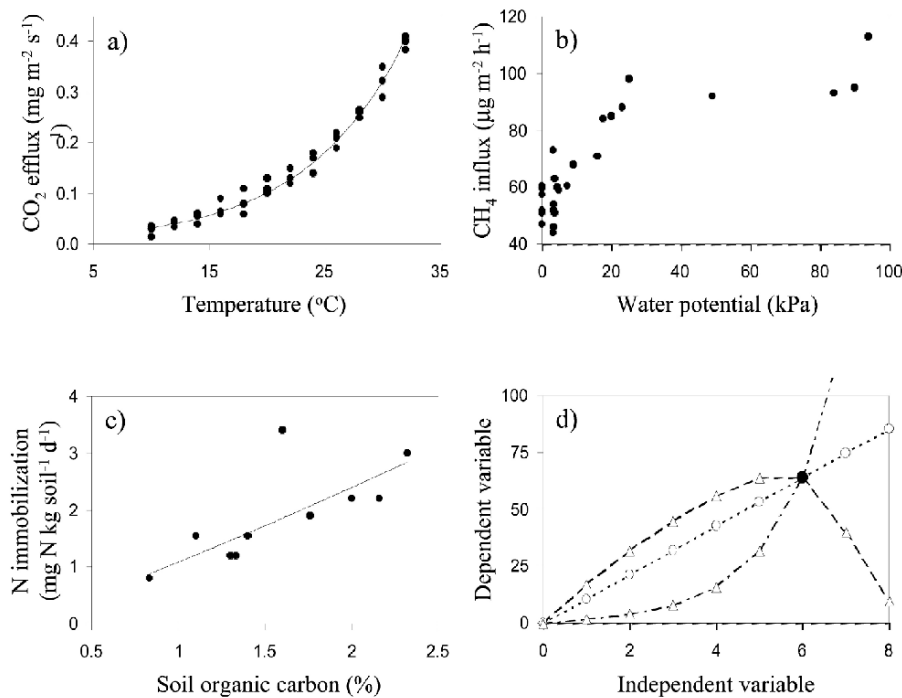 a)
CO₂ efflux (mg m⁻² s⁻¹)
d
0.4
0.3
0.2
0.1
0.0
5
15
25
35
Temperature (ᵒC)
b)
CH₄ influx (µg m⁻² h⁻¹)
120
100
80
60
40
0
20
40
60
80
100
Water potential (kPa)
c)
N immobilization
(mg N kg soil⁻¹ d⁻¹)
4
3
2
1
0
0.5
1
1.5
2
2.5
Soil organic carbon (%)
d)
Dependent variable
100
75
50
25
0
0
2
4
6
8
Independent variable